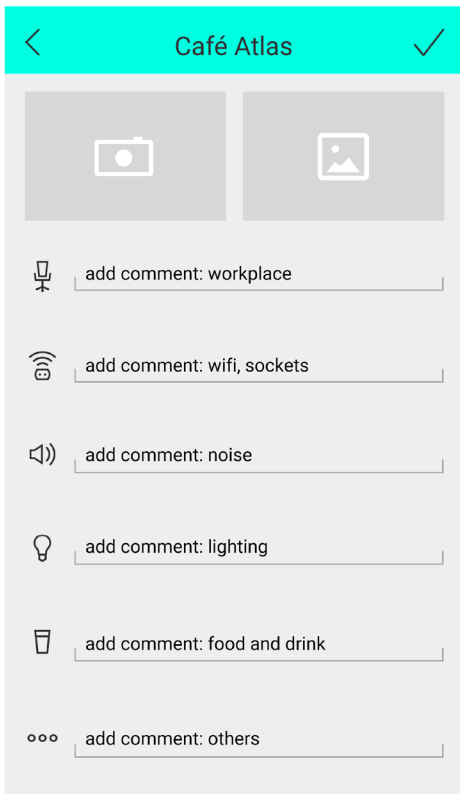 Café Atlas
add comment: workplace
add comment: wifi, sockets
add comment: noise
add comment: lighting
add comment: food and drink
add comment: others